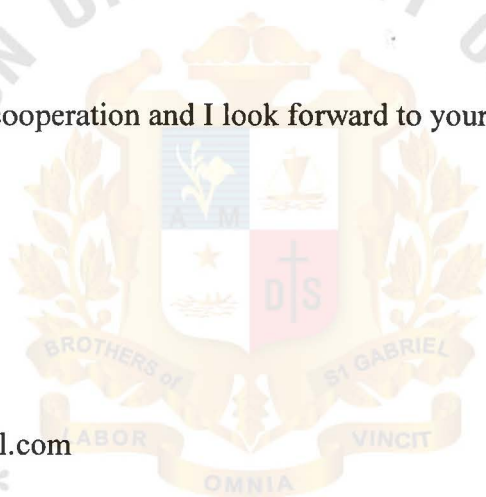 cooperation and I look forward to your
A M
D S
BROTHERS of
ST GABRIEL
l.com
LABOR
VINCIT
OMNIA